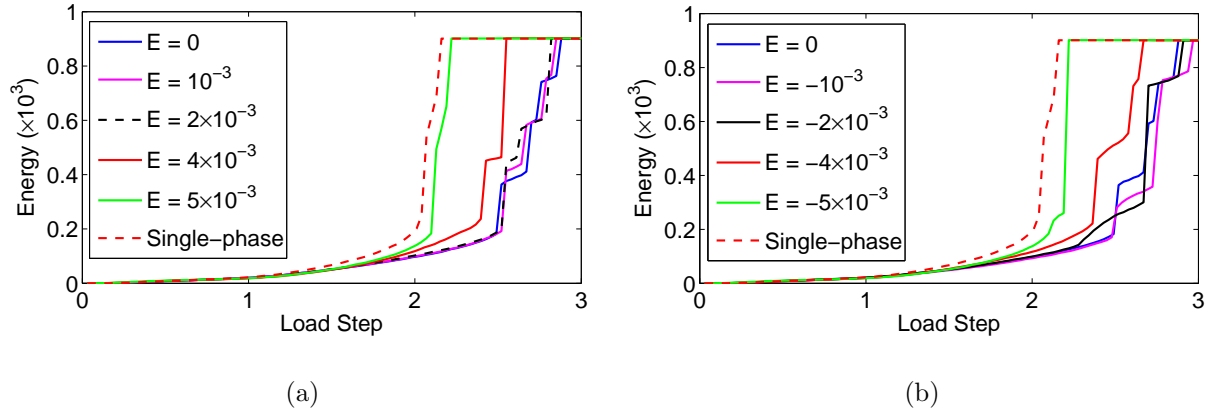 1
0.8
0.6
0.4
0.2
0
Energy (×10³)
E = 0
E = 10⁻³
E = 2×10⁻³
E = 4×10⁻³
E = 5×10⁻³
Single−phase
0 1 2 3
Load Step
(a)
1
0.8
0.6
0.4
0.2
0
Energy (×10³)
E = 0
E = −10⁻³
E = −2×10⁻³
E = −4×10⁻³
E = −5×10⁻³
Single−phase
0 1 2 3
Load Step
(b)